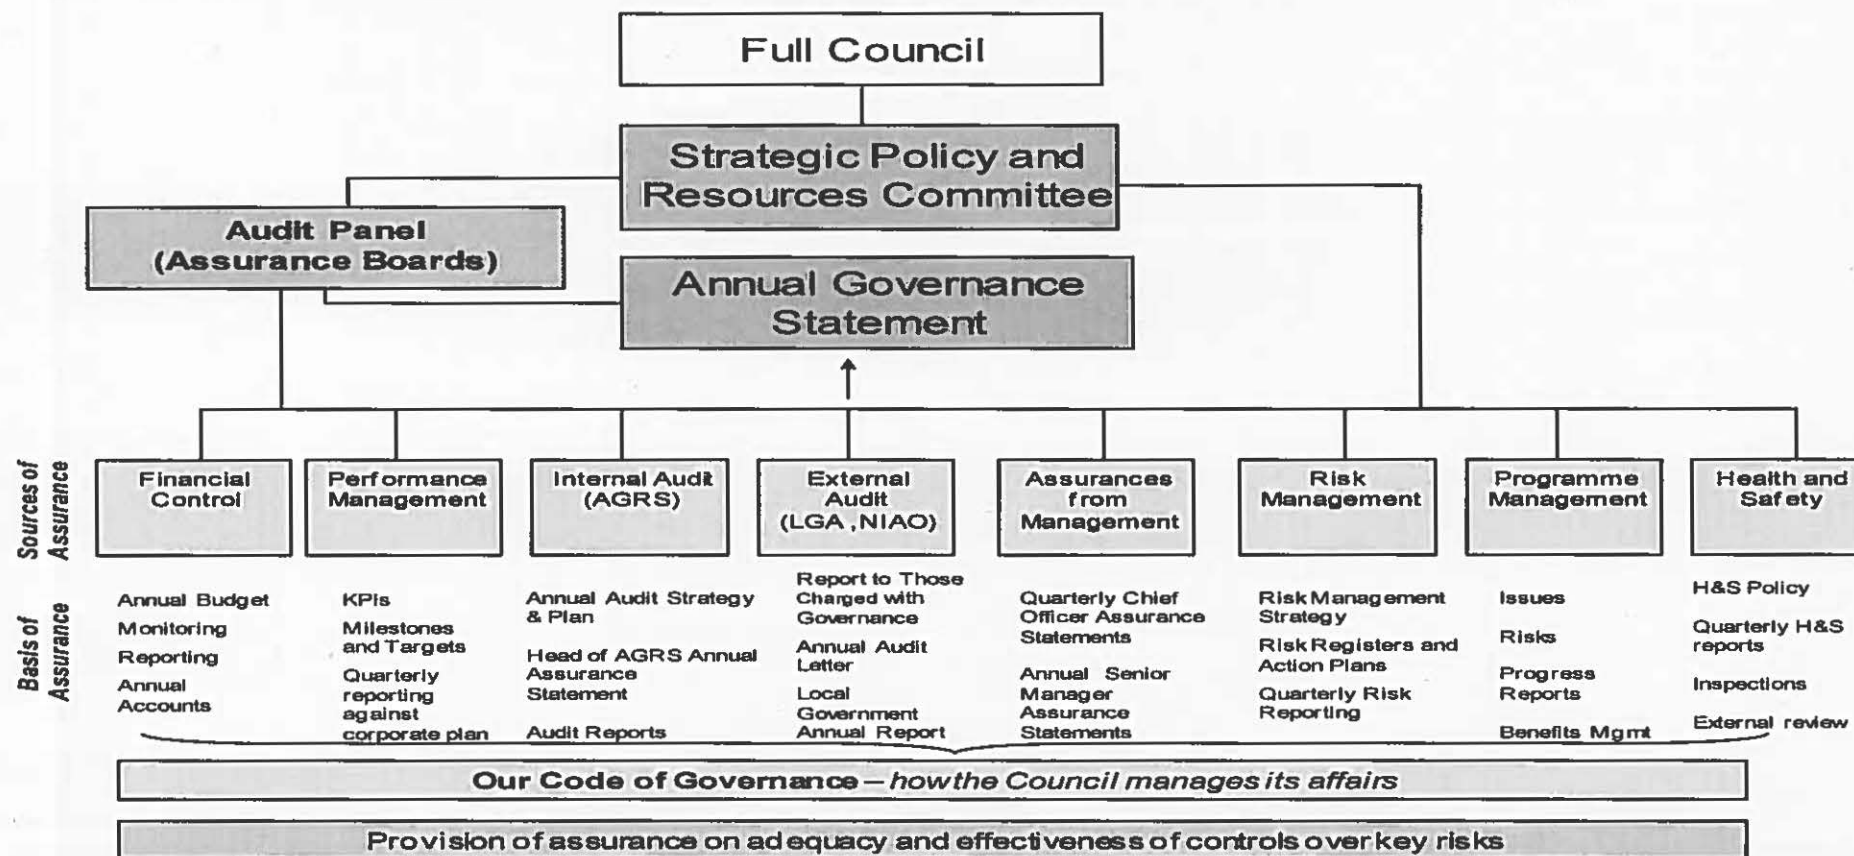 Full Council
Strategic Policy and
Resources Committee
Audit Panel
(Assurance Boards)
Annual Governance
Statement
Sources of
Assurance
Financial
Control
Performance
Management
Internal Audit
(AGRS)
External
Audit
(LGA ,NIAO)
Assurances
from
Management
Risk
Management
Programme
Management
Health and
Safety
Basis of
Assurance
Annual Budget
Monitoring
Reporting
Annual
Accounts
KPIs
Milestones
and Targets
Quarterly
reporting
against
corporate plan
Annual Audit Strategy
& Plan
Head of AGRS Annual
Assurance
Statement
Audit Reports
Report to Those
Charged with
Governance
Annual Audit
Letter
Local
Government
Annual Report
Quarterly Chief
Officer Assurance
Statements
Annual Senior
Manager
Assurance
Statements
Risk Management
Strategy
Risk Registers and
Action Plans
Quarterly Risk
Reporting
Issues
Risks
Progress
Reports
Benefits Mgmt
H&S Policy
Quarterly H&S
reports
Inspections
External review
Our Code of Governance – how the Council manages its affairs
Provision of assurance on adequacy and effectiveness of controls over key risks